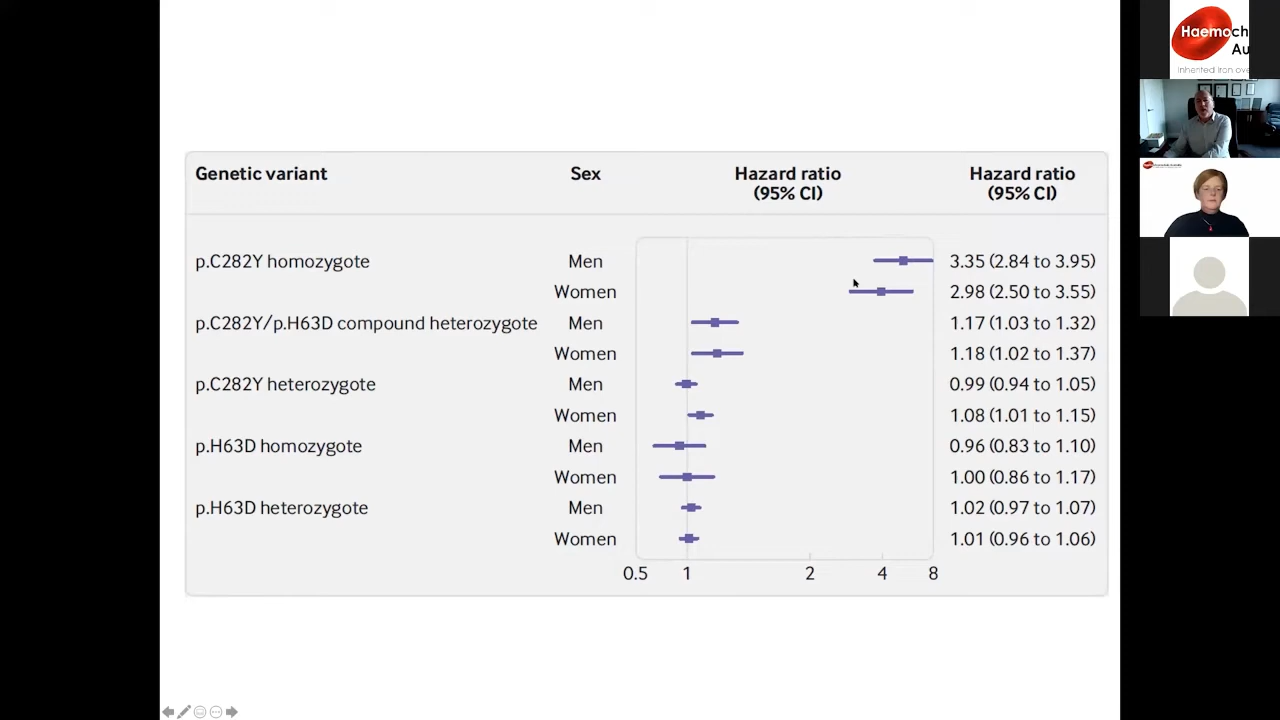 Haemoch
Au
Inherited iron ove
Genetic variant Sex Hazard ratio (95% CI) Hazard ratio (95% CI)
p.C282Y homozygote Men 3.35 (2.84 to 3.95)
Women 2.98 (2.50 to 3.55)
p.C282Y/p.H63D compound heterozygote Men 1.17 (1.03 to 1.32)
Women 1.18 (1.02 to 1.37)
p.C282Y heterozygote Men 0.99 (0.94 to 1.05)
Women 1.08 (1.01 to 1.15)
p.H63D homozygote Men 0.96 (0.83 to 1.10)
Women 1.00 (0.86 to 1.17)
p.H63D heterozygote Men 1.02 (0.97 to 1.07)
Women 1.01 (0.96 to 1.06)
0.5 1 2 4 8